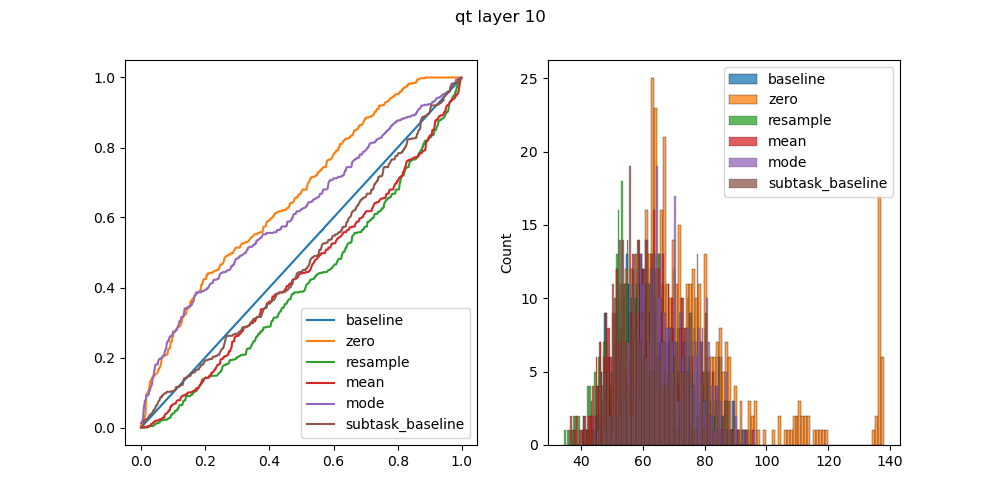 qt layer 10
1.0
0.8
0.6
0.4
0.2
0.0
0.0 0.2 0.4 0.6 0.8 1.0
baseline
zero
resample
mean
mode
subtask_baseline
Count
25
20
15
10
5
0
40 60 80 100 120 140
baseline
zero
resample
mean
mode
subtask_baseline